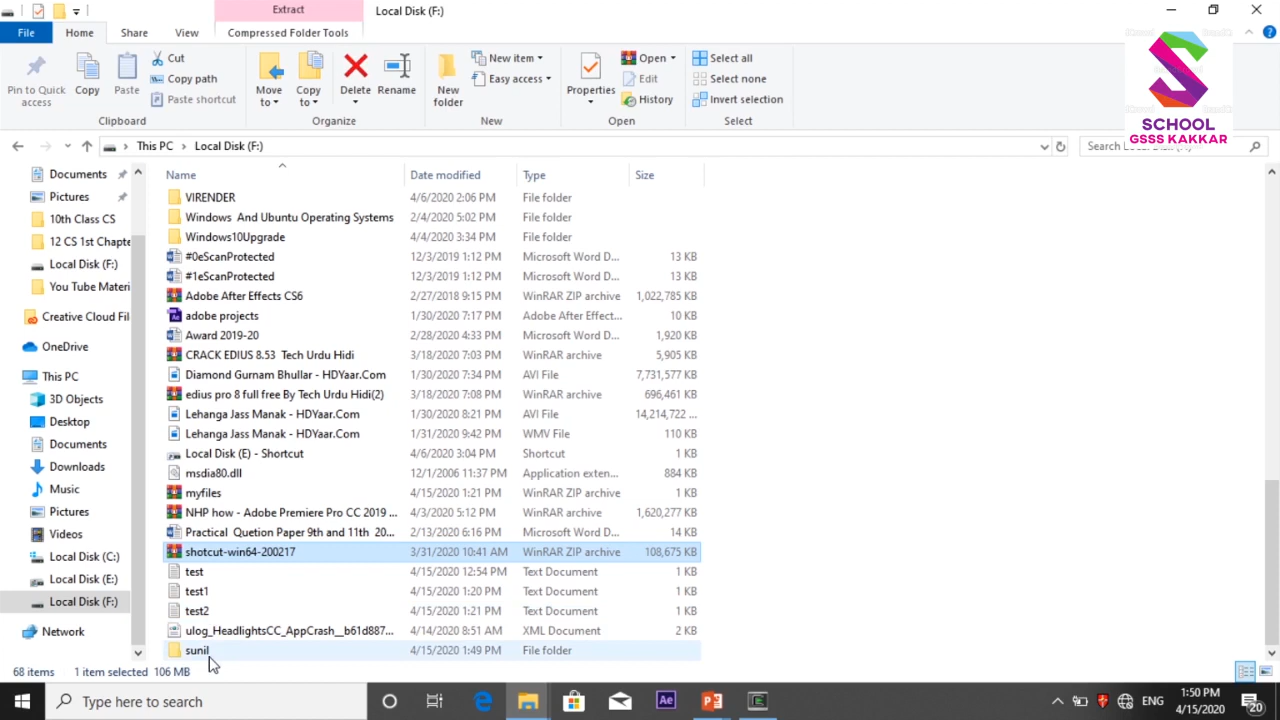 Extract
Local Disk (F:)
File
Home
Share
View
Compressed Folder Tools
Pin to Quick access
Copy
Paste
Cut
Copy path
Paste shortcut
Clipboard
Move to
Copy to
Delete
Rename
Organize
New folder
New item
Easy access
New
Properties
Open
Edit
History
Open
Select all
Select none
Invert selection
Select
SCHOOL
GSSS KAKKAR
This PC > Local Disk (F:)
Search
Documents
Pictures
10th Class CS
12 CS 1st Chapte
Local Disk (F:)
You Tube Materi
Creative Cloud Fil
OneDrive
This PC
3D Objects
Desktop
Documents
Downloads
Music
Pictures
Videos
Local Disk (C:)
Local Disk (E:)
Local Disk (F:)
Network
Name Date modified Type Size
VIRENDER 4/6/2020 2:06 PM File folder
Windows And Ubuntu Operating Systems 2/4/2020 5:02 PM File folder
Windows10Upgrade 4/4/2020 3:34 PM File folder
#0eScanProtected 12/3/2019 1:12 PM Microsoft Word D... 13 KB
#1eScanProtected 12/3/2019 1:12 PM Microsoft Word D... 13 KB
Adobe After Effects CS6 2/27/2018 9:15 PM WinRAR ZIP archive 1,022,785 KB
adobe projects 1/30/2020 7:17 PM Adobe After Effect... 10 KB
Award 2019-20 2/28/2020 4:33 PM Microsoft Word D... 1,920 KB
CRACK EDIUS 8.53 Tech Urdu Hidi 3/18/2020 7:03 PM WinRAR archive 5,905 KB
Diamond Gurnam Bhullar - HDYaar.Com 1/30/2020 7:34 PM AVI File 7,731,577 KB
edius pro 8 full free By Tech Urdu Hidi(2) 3/18/2020 7:08 PM WinRAR archive 696,461 KB
Lehanga Jass Manak - HDYaar.Com 1/30/2020 8:21 PM AVI File 14,214,722 ...
Lehanga Jass Manak - HDYaar.Com 1/31/2020 9:42 PM WMV File 110 KB
Local Disk (E) - Shortcut 4/6/2020 3:04 PM Shortcut 1 KB
msdia80.dll 12/1/2006 11:37 PM Application exten... 884 KB
myfiles 4/15/2020 1:21 PM WinRAR archive 1 KB
NHP how - Adobe Premiere Pro CC 2019 ... 4/3/2020 5:12 PM WinRAR archive 1,620,277 KB
Practical Quetion Paper 9th and 11th 20... 2/13/2020 6:16 PM Microsoft Word D... 14 KB
shotcut-win64-200217 3/31/2020 10:41 AM WinRAR ZIP archive 108,675 KB
test 4/15/2020 12:54 PM Text Document 1 KB
test1 4/15/2020 1:20 PM Text Document 1 KB
test2 4/15/2020 1:21 PM Text Document 1 KB
ulog_HeadlightsCC_AppCrash__b61d887... 4/14/2020 8:51 AM XML Document 2 KB
sunil 4/15/2020 1:49 PM File folder
68 items 1 item selected 106 MB
Type here to search
Ae
ENG
1:50 PM
4/15/2020
20